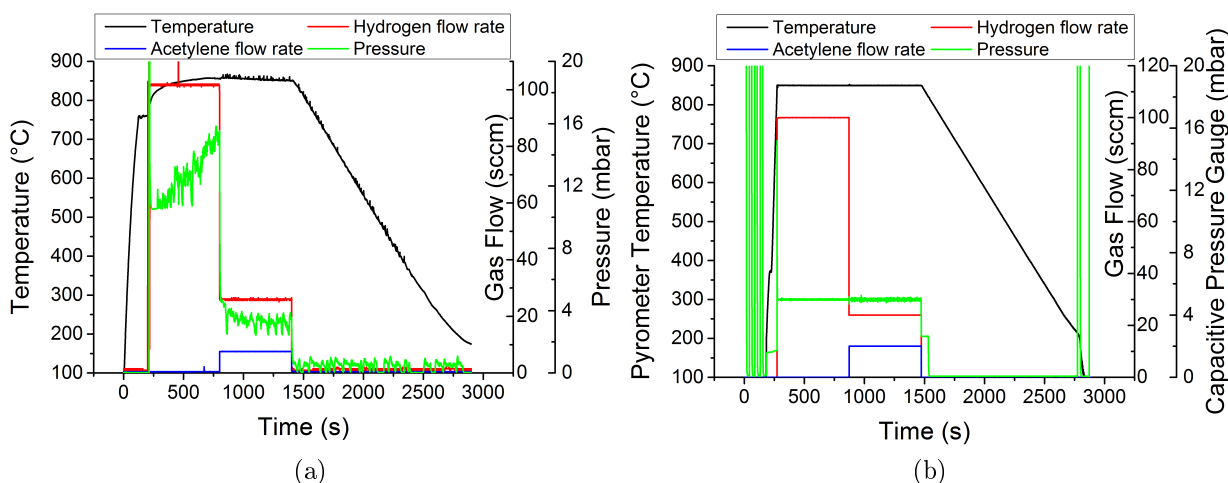 Temperature Hydrogen flow rate
Acetylene flow rate Pressure
900
800
700
600
500
400
300
200
100
Temperature (°C)
0 500 1000 1500 2000 2500 3000
Time (s)
100
80
60
40
20
0
Gas Flow (sccm)
20
16
12
8
4
0
Pressure (mbar)
(a)
Temperature Hydrogen flow rate
Acetylene flow rate Pressure
900
800
700
600
500
400
300
200
100
Pyrometer Temperature (°C)
0 500 1000 1500 2000 2500 3000
Time (s)
120
100
80
60
40
20
0
Gas Flow (sccm)
20
16
12
8
4
0
Capacitive Pressure Gauge (mbar)
(b)